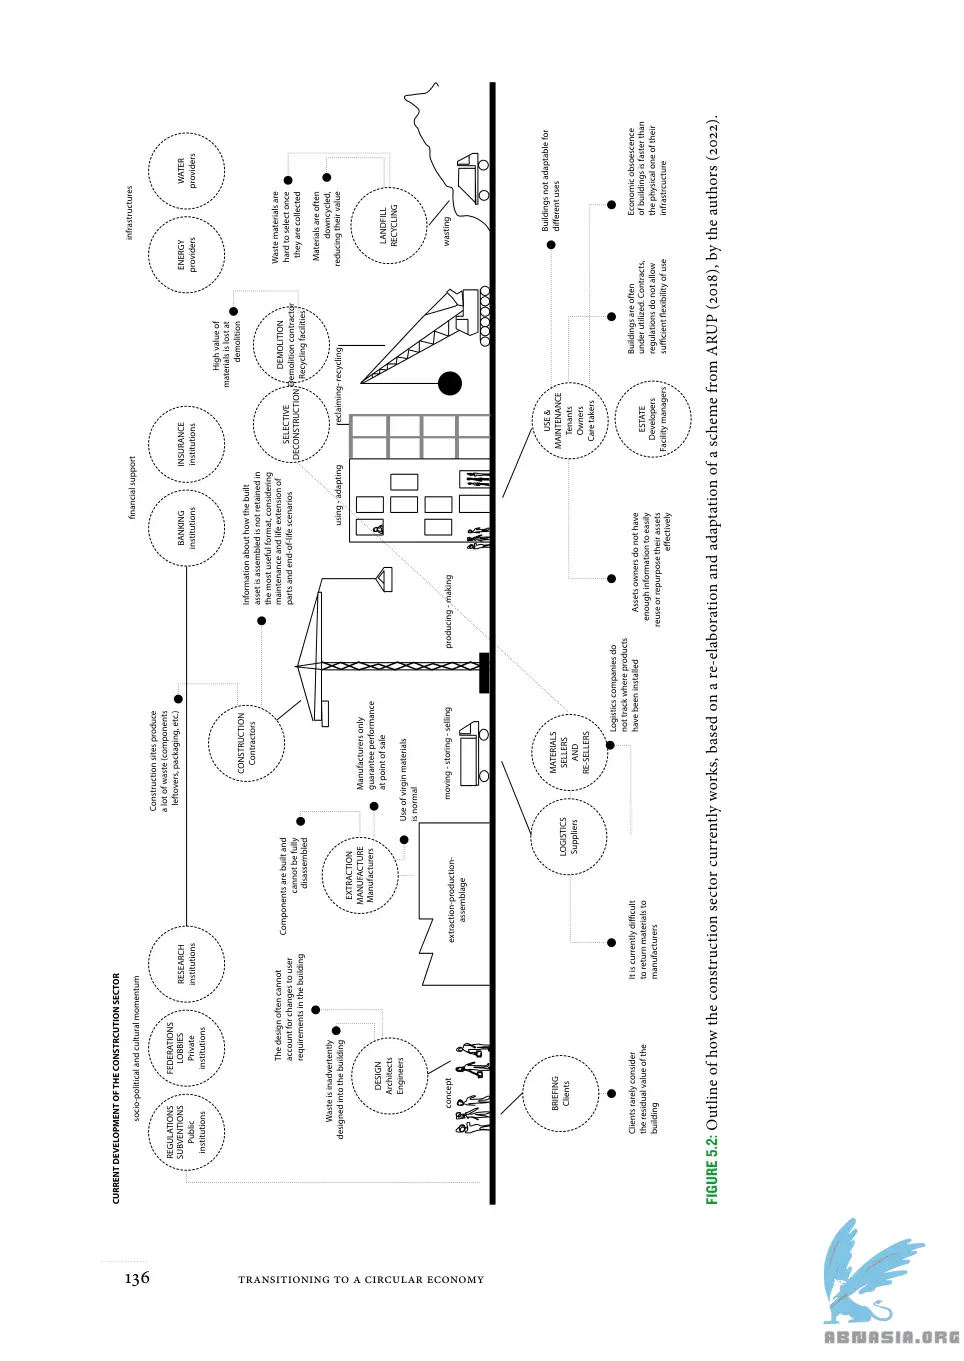 CURRENT DEVELOPMENT OF THE CONSTRCUTION SECTOR
socio-political and cultural momentum
REGULATIONS
SUBVENTIONS
Public
institutions
FEDERATIONS
LOBBIES
Private
institutions
RESEARCH
institutions
financial support
BANKING
institutions
INSURANCE
institutions
infrastructures
ENERGY
providers
WATER
providers
Construction sites produce
a lot of waste (components
leftovers, packaging, etc.)
CONSTRUCTION
Contractors
Information about how the built
asset is assembled is not retained in
the most useful format, considering
maintenance and life extension of
parts and end-of-life scenarios
High value of
materials is lost at
demolition
SELECTIVE
DECONSTRUCTION
DEMOLITION
Demolition contractor
Recycling facilities
Waste materials are
hard to select once
they are collected
Materials are often
downcycled,
reducing their value
LANDFILL
RECYCLING
The design often cannot
account for changes to user
requirements in the building
Waste is inadvertently
designed into the building
DESIGN
Architects
Engineers
Components are built and
cannot be fully
disassembled
EXTRACTION
MANUFACTURE
Manufacturers
Manufacturers only
guarantee performance
at point of sale
Use of virgin materials
is normal
concept
extraction-production-
assemblage
moving - storing - selling
producing - making
using - adapting
reclaiming- recycling
wasting
BRIEFING
Clients
Clients rarely consider
the residual value of the
building
LOGISTICS
Suppliers
MATERIALS
SELLERS
AND
RE-SELLERS
It is currently difficult
to return materials to
manufacturers
Logistics companies do
not track where products
have been installed
Assets owners do not have
enough information to easily
reuse or repurpose their assets
effectively
USE &
MAINTENANCE
Tenants
Owners
Care takers
ESTATE
Developers
Facility managers
Buildings not adaptable for
different uses
Buildings are often
under utilized. Contracts,
regulations do not allow
sufficient flexibility of use
Economic obsoescence
of buildings is faster than
the physical one of their
infrastrcucture
FIGURE 5.2: Outline of how the construction sector currently works, based on a re-elaboration and adaptation of a scheme from ARUP (2018), by the authors (2022).
136 TRANSITIONING TO A CIRCULAR ECONOMY
ABNASIA.ORG